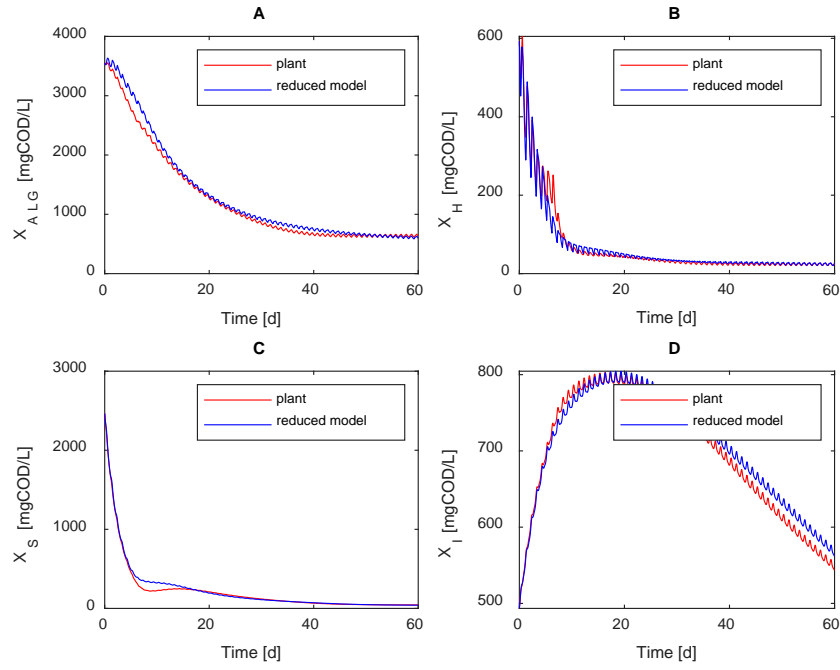 A
4000
3000
2000
1000
0
X_ALG [mgCOD/L]
plant
reduced model
0 20 40 60
Time [d]
B
600
400
200
0
X_H [mgCOD/L]
plant
reduced model
0 20 40 60
Time [d]
C
3000
2000
1000
0
X_S [mgCOD/L]
plant
reduced model
0 20 40 60
Time [d]
D
800
700
600
500
X_I [mgCOD/L]
plant
reduced model
0 20 40 60
Time [d]